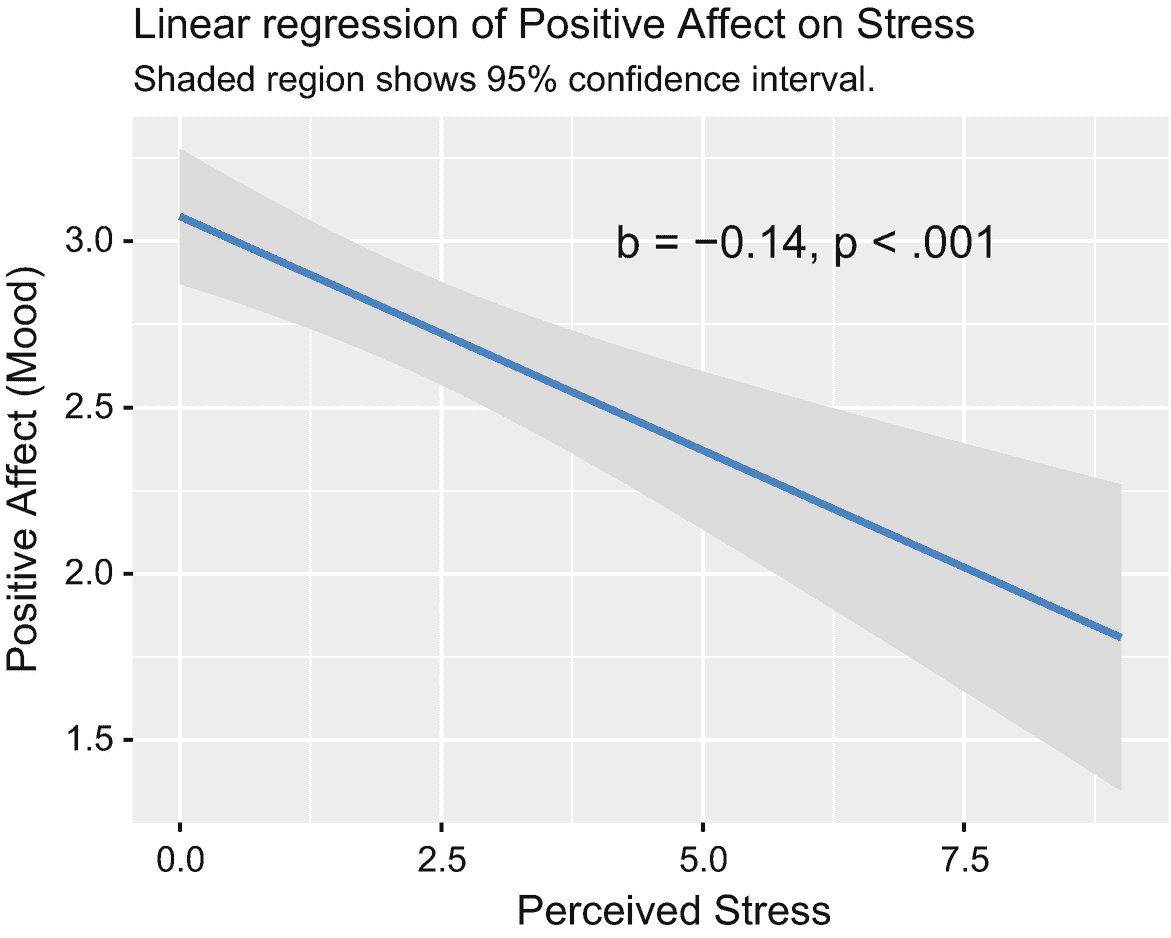 Linear regression of Positive Affect on Stress
Shaded region shows 95% confidence interval.
b = −0.14, p < .001
Positive Affect (Mood)
3.0
2.5
2.0
1.5
0.0
2.5
5.0
7.5
Perceived Stress